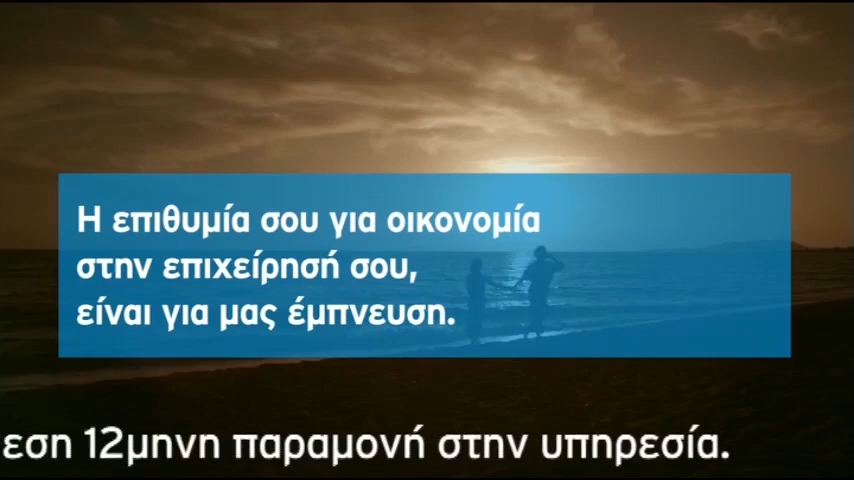 Η επιθυμία σου για οικονομία
στην επιχείρησή σου,
είναι για μας έμπνευση.
εση 12μηνη παραμονή στην υπηρεσία.